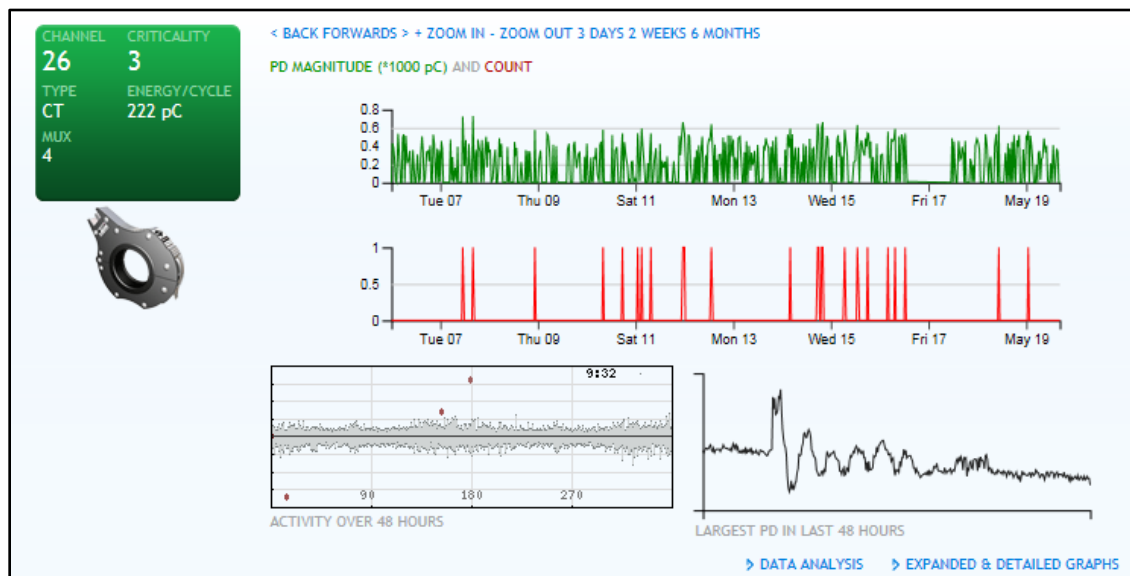 CHANNEL CRITICALITY
26 3
TYPE ENERGY/CYCLE
CT 222 pC
MUX
4
< BACK FORWARDS > + ZOOM IN - ZOOM OUT 3 DAYS 2 WEEKS 6 MONTHS
PD MAGNITUDE (*1000 pC) AND COUNT
0.8
0.6
0.4
0.2
0
Tue 07 Thu 09 Sat 11 Mon 13 Wed 15 Fri 17 May 19
1
0.5
0
Tue 07 Thu 09 Sat 11 Mon 13 Wed 15 Fri 17 May 19
9:32
90 180 270
ACTIVITY OVER 48 HOURS
LARGEST PD IN LAST 48 HOURS
DATA ANALYSIS EXPANDED & DETAILED GRAPHS